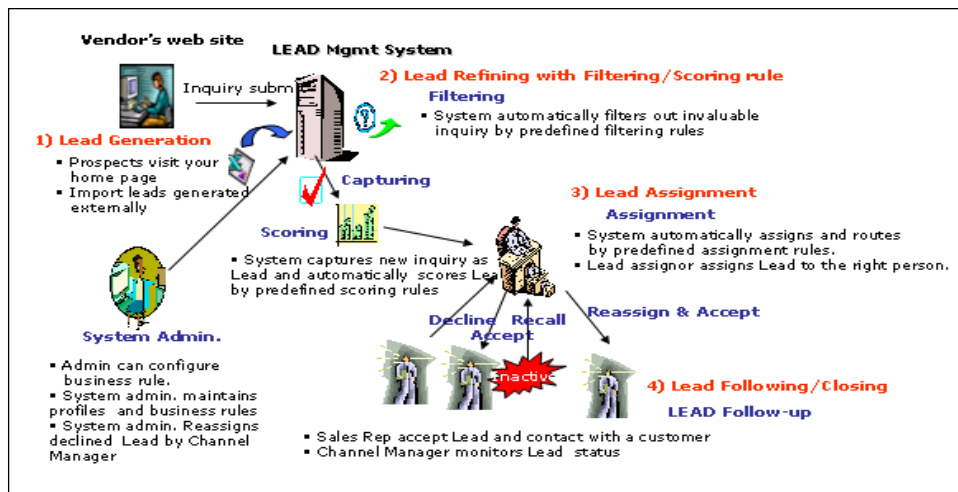 Vendor's web site
LEAD Mgmt System
Inquiry submi
2) Lead Refining with Filtering/Scoring rule
Filtering
▪ System automatically filters out invaluable
inquiry by predefined filtering rules
1) Lead Generation
▪ Prospects visit your
home page
▪ Import leads generated
externally
Capturing
3) Lead Assignment
Assignment
▪ System automatically assigns and routes
by predefined assignment rules.
▪ Lead assignor assigns Lead to the right person.
Scoring
▪ System captures new inquiry as
Lead and automatically scores Lea
by predefined scoring rules
System Admin.
▪ Admin can configure
business rule.
▪ System admin. maintains
profiles and business rules
▪ System admin. Reassigns
declined Lead by Channel
Manager
Decline Recall
Accept
Reassign & Accept
Inactive
4) Lead Following/Closing
LEAD Follow-up
▪ Sales Rep accept Lead and contact with a customer
▪ Channel Manager monitors Lead status